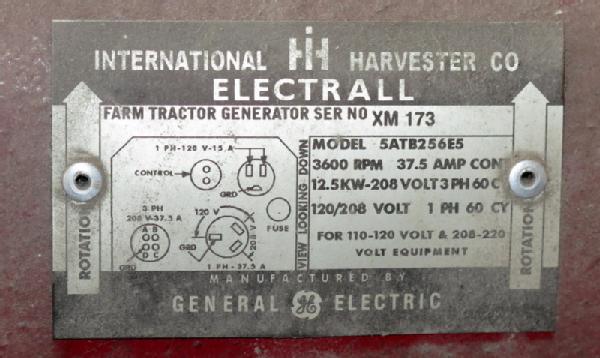 INTERNATIONAL IH HARVESTER CO
ELECTRALL
FARM TRACTOR GENERATOR SER NO XM 173
1 PH-120 V-15 A
CONTROL
GRD
3 PH
208 V-37.5 A
A B
D C
GRD
120 V
208 V
GRD
1 PH-37.5 A
FUSE
VIEW LOOKING DOWN
MODEL 5ATB256E5
3600 RPM 37.5 AMP CONT
12.5KW-208 VOLT 3 PH 60 C
120/208 VOLT 1 PH 60 CY
FOR 110-120 VOLT & 208-220
VOLT EQUIPMENT
ROTATION
ROTATION
MANUFACTURED BY
GENERAL GE ELECTRIC